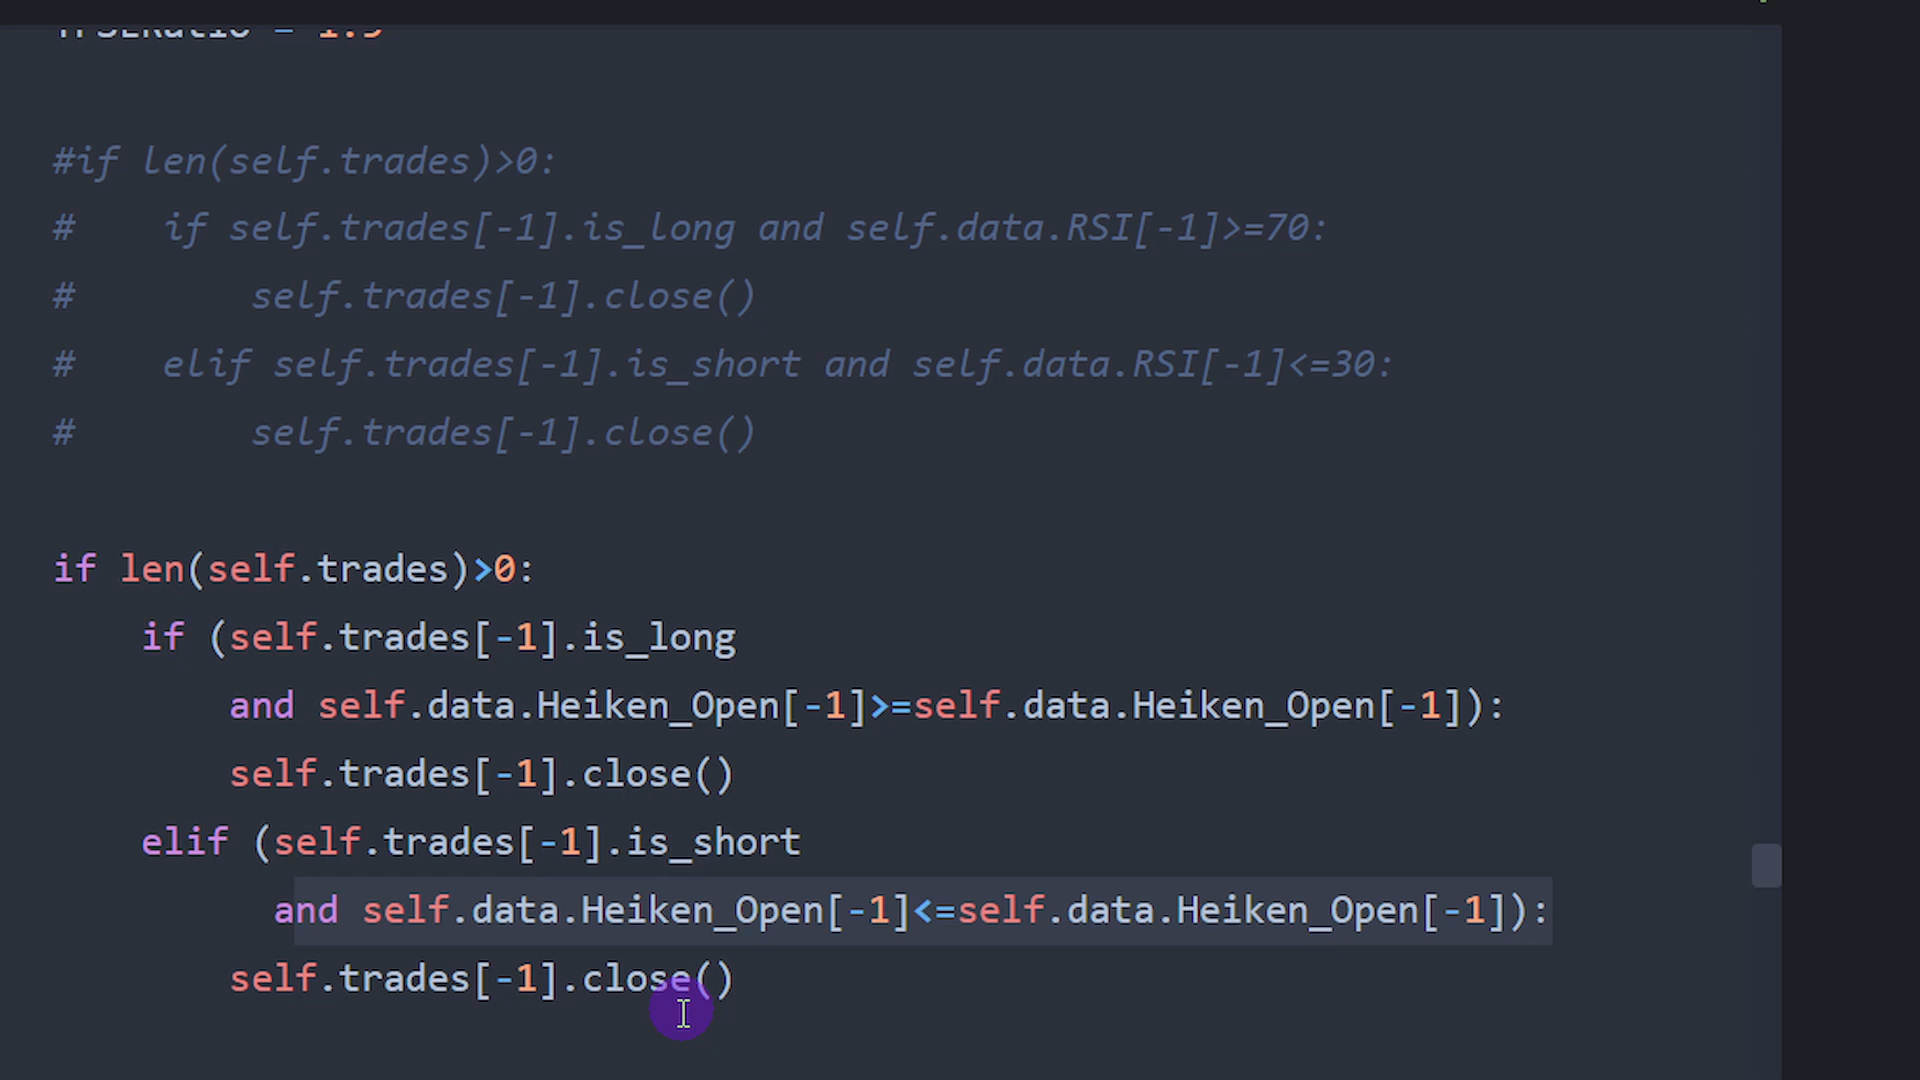 TPSLRatio = 1.5
#if len(self.trades)>0:
#    if self.trades[-1].is_long and self.data.RSI[-1]>=70:
#        self.trades[-1].close()
#    elif self.trades[-1].is_short and self.data.RSI[-1]<=30:
#        self.trades[-1].close()
if len(self.trades)>0:
    if (self.trades[-1].is_long
        and self.data.Heiken_Open[-1]>=self.data.Heiken_Open[-1]):
        self.trades[-1].close()
    elif (self.trades[-1].is_short
          and self.data.Heiken_Open[-1]<=self.data.Heiken_Open[-1]):
        self.trades[-1].close()